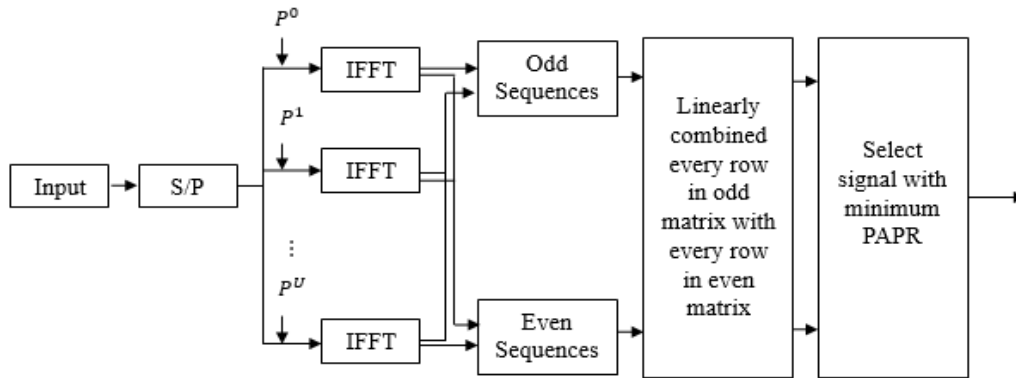 P⁰
IFFT
Odd
Sequences
P¹
IFFT
Input
S/P
⋮
Pᵁ
IFFT
Even
Sequences
Linearly
combined
every row
in odd
matrix with
every row
in even
matrix
Select
signal with
minimum
PAPR